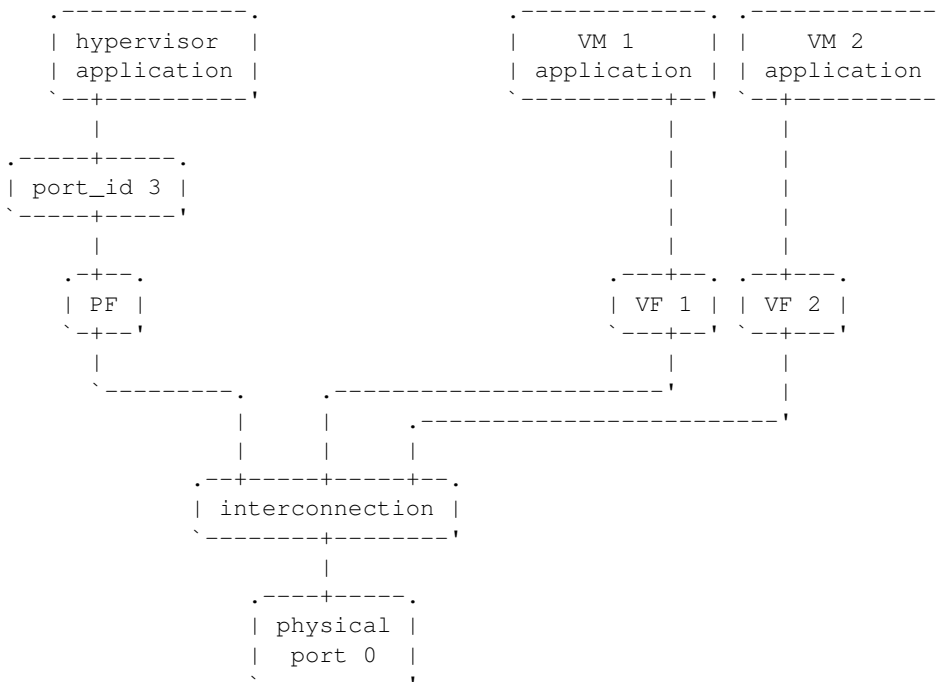 hypervisor application
VM 1 application
VM 2 application
port_id 3
PF
VF 1
VF 2
interconnection
physical port 0